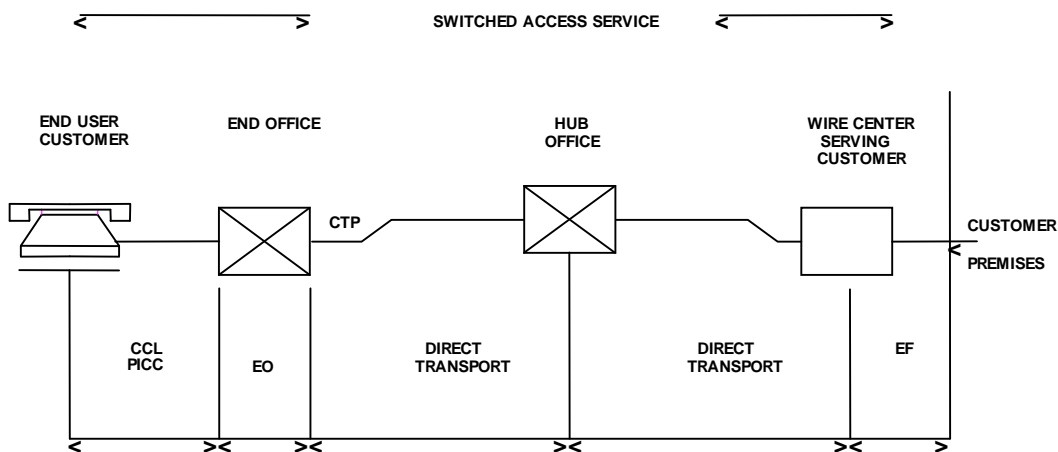 SWITCHED ACCESS SERVICE
END USER
CUSTOMER
END OFFICE
HUB
OFFICE
WIRE CENTER
SERVING
CUSTOMER
CTP
CUSTOMER
PREMISES
CCL
PICC
EO
DIRECT
TRANSPORT
DIRECT
TRANSPORT
EF